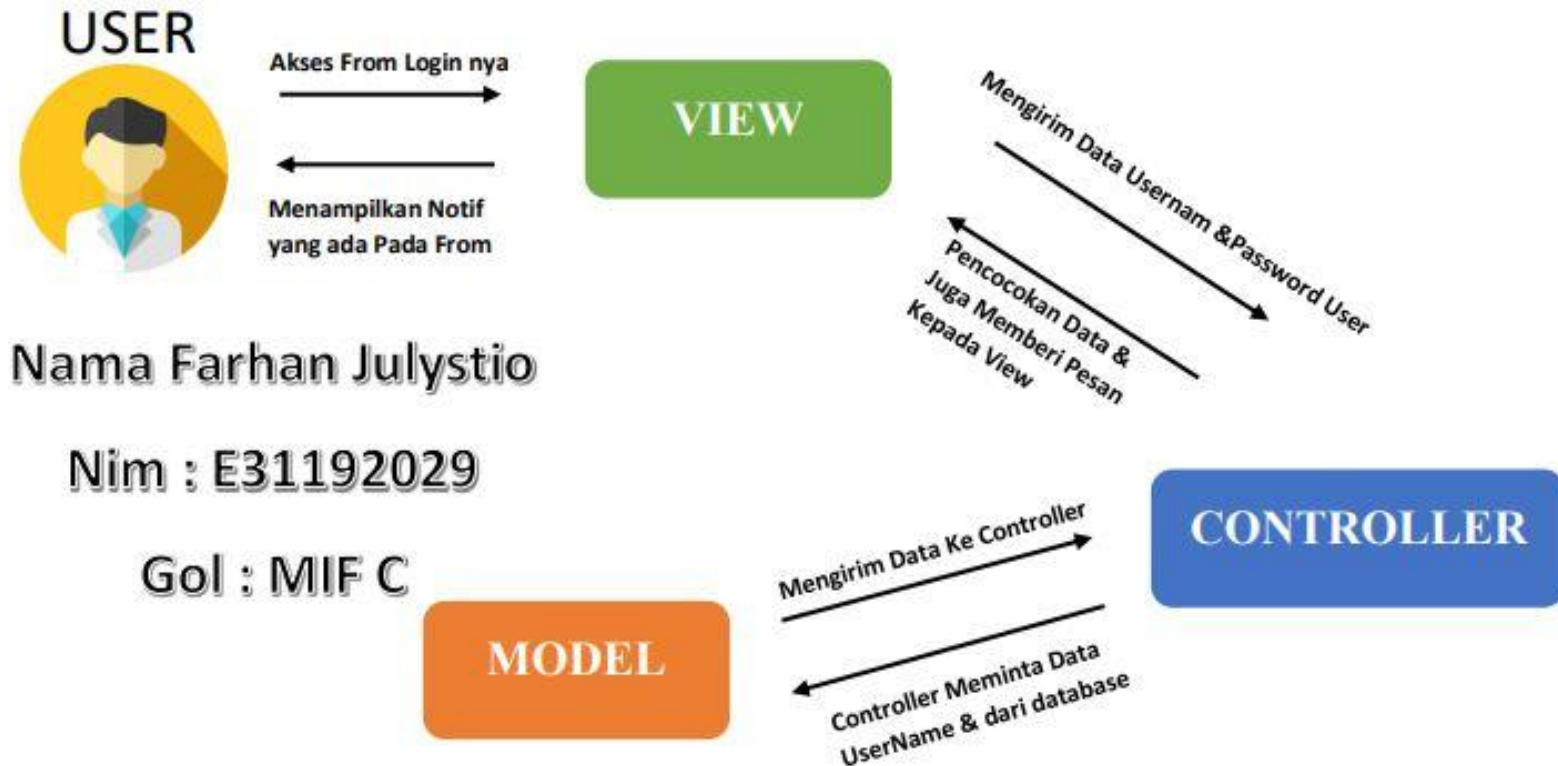 USER
Akses From Login nya
Menampilkan Notif
yang ada Pada From
VIEW
Mengirim Data Usernam &Password User
Pencocokan Data &
Juga Memberi Pesan
Kepada View
Nama Farhan Julystio
Nim : E31192029
Gol : MIF C
CONTROLLER
Mengirim Data Ke Controller
Controller Meminta Data
UserName & dari database
MODEL